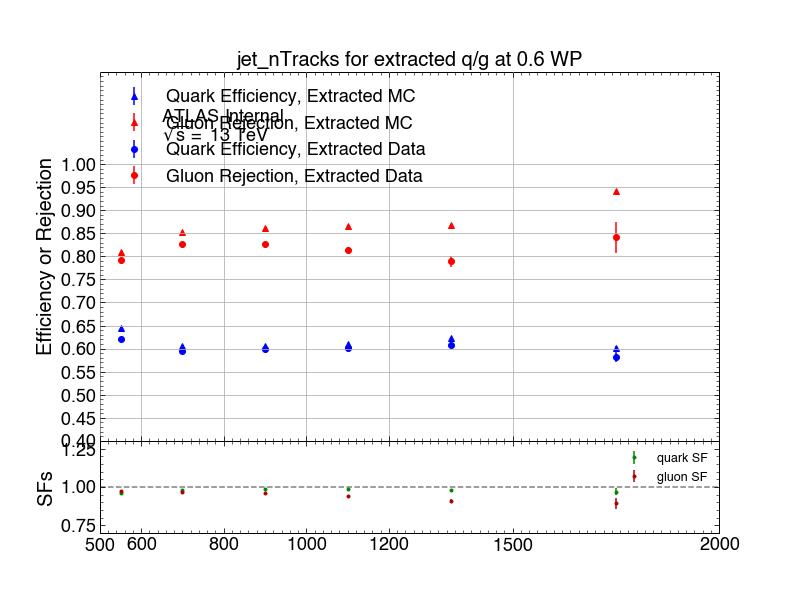 jet_nTracks for extracted q/g at 0.6 WP
Quark Efficiency, Extracted MC
ATLAS Internal
Gluon Rejection, Extracted MC
√s = 13 TeV
Quark Efficiency, Extracted Data
Gluon Rejection, Extracted Data
Efficiency or Rejection
1.00
0.95
0.90
0.85
0.80
0.75
0.70
0.65
0.60
0.55
0.50
0.45
0.40
SFs
1.25
1.00
0.75
quark SF
gluon SF
500 600 800 1000 1200 1500 2000